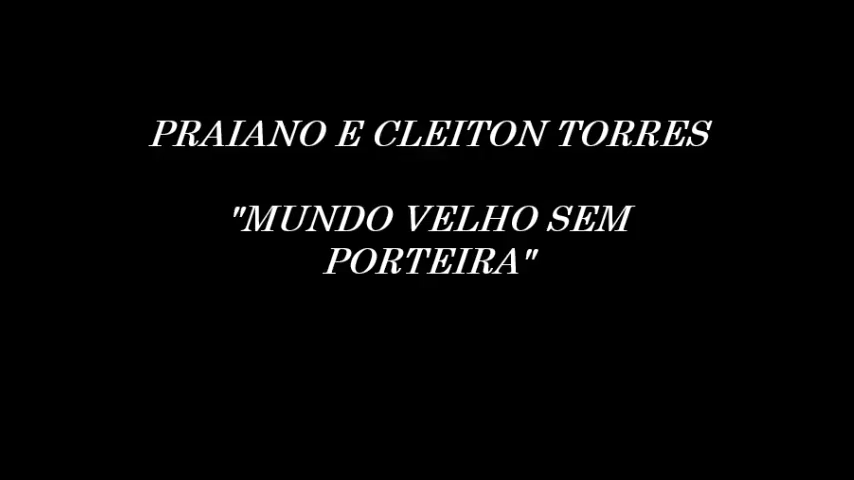 PRAIANO E CLEITON TORRES
"MUNDO VELHO SEM
PORTEIRA"